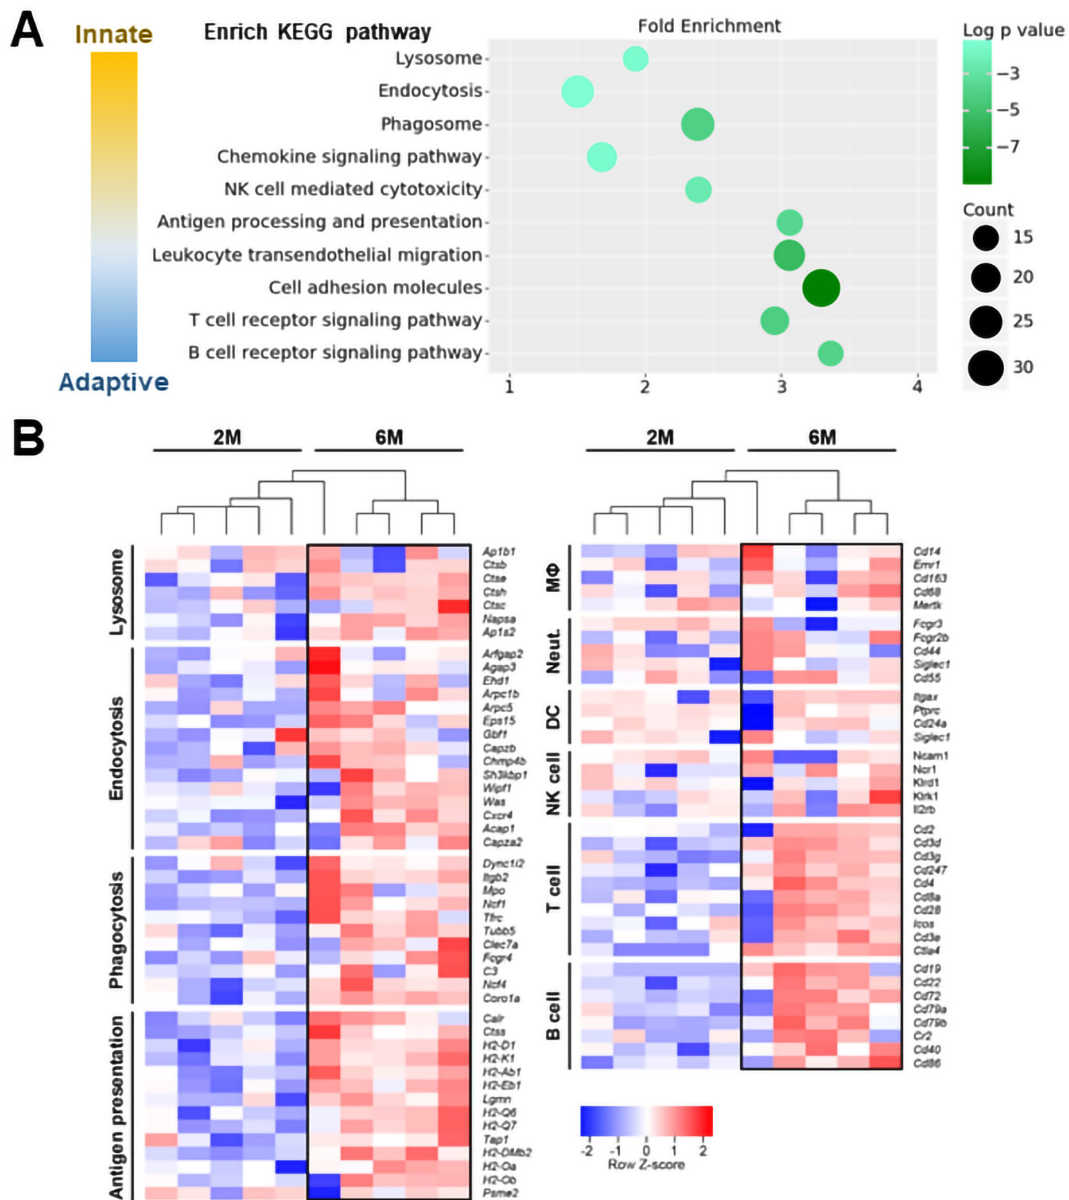 A
Innate
Adaptive
Enrich KEGG pathway
Fold Enrichment
Lysosome
Endocytosis
Phagosome
Chemokine signaling pathway
NK cell mediated cytotoxicity
Antigen processing and presentation
Leukocyte transendothelial migration
Cell adhesion molecules
T cell receptor signaling pathway
B cell receptor signaling pathway
1 2 3 4
Log p value
−3
−5
−7
Count
15
20
25
30
B
2M 6M
Lysosome
Ap1b1
Ctsb
Ctse
Ctsh
Ctsc
Napsa
Ap1s2
Endocytosis
Arfgap2
Agap3
Ehd1
Arpc1b
Arpc5
Eps15
Gbf1
Capzb
Chmp4b
Sh3kbp1
Wipf1
Was
Cxcr4
Acap1
Capza2
Phagocytosis
Dync1i2
Itgb2
Mpo
Ncf1
Tfrc
Tubb5
Clec7a
Fcgr4
C3
Ncf4
Coro1a
Antigen presentation
Calr
Ctss
H2-D1
H2-K1
H2-Ab1
H2-Eb1
Lgmn
H2-Q6
H2-Q7
Tap1
H2-DMb2
H2-Oa
H2-Ob
Psme2
2M 6M
MΦ
Cd14
Emr1
Cd163
Cd68
Mertk
Neut.
Fcgr3
Fcgr2b
Cd44
Siglec1
Cd55
DC
Itgax
Ptprc
Cd24a
Siglec1
NK cell
Ncam1
Ncr1
Klrd1
Klrk1
Il2rb
T cell
Cd2
Cd3d
Cd3g
Cd247
Cd4
Cd8a
Cd28
Icos
Cd3e
Ctla4
B cell
Cd19
Cd22
Cd72
Cd79a
Cd79b
Cr2
Cd40
Cd86
-2 -1 0 1 2
Row Z-score